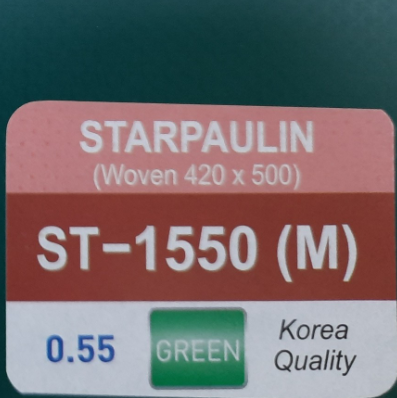 STARPAULIN
(Woven 420 x 500)
ST-1550 (M)
0.55
GREEN
Korea
Quality